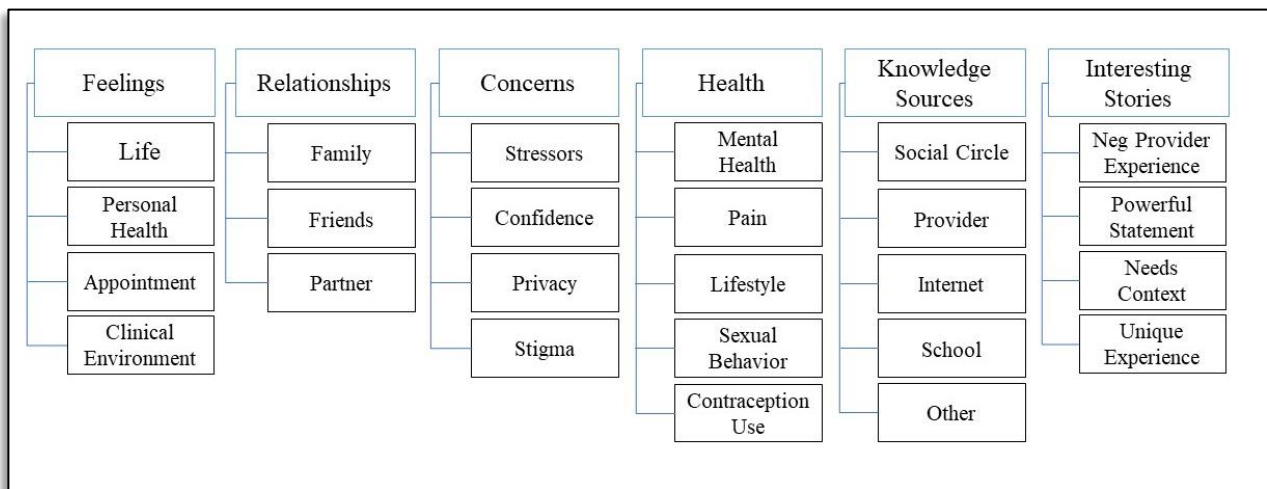 Feelings
Life
Personal
Health
Appointment
Clinical
Environment
Relationships
Family
Friends
Partner
Concerns
Stressors
Confidence
Privacy
Stigma
Health
Mental
Health
Pain
Lifestyle
Sexual
Behavior
Contraception
Use
Knowledge
Sources
Social Circle
Provider
Internet
School
Other
Interesting
Stories
Neg Provider
Experience
Powerful
Statement
Needs
Context
Unique
Experience